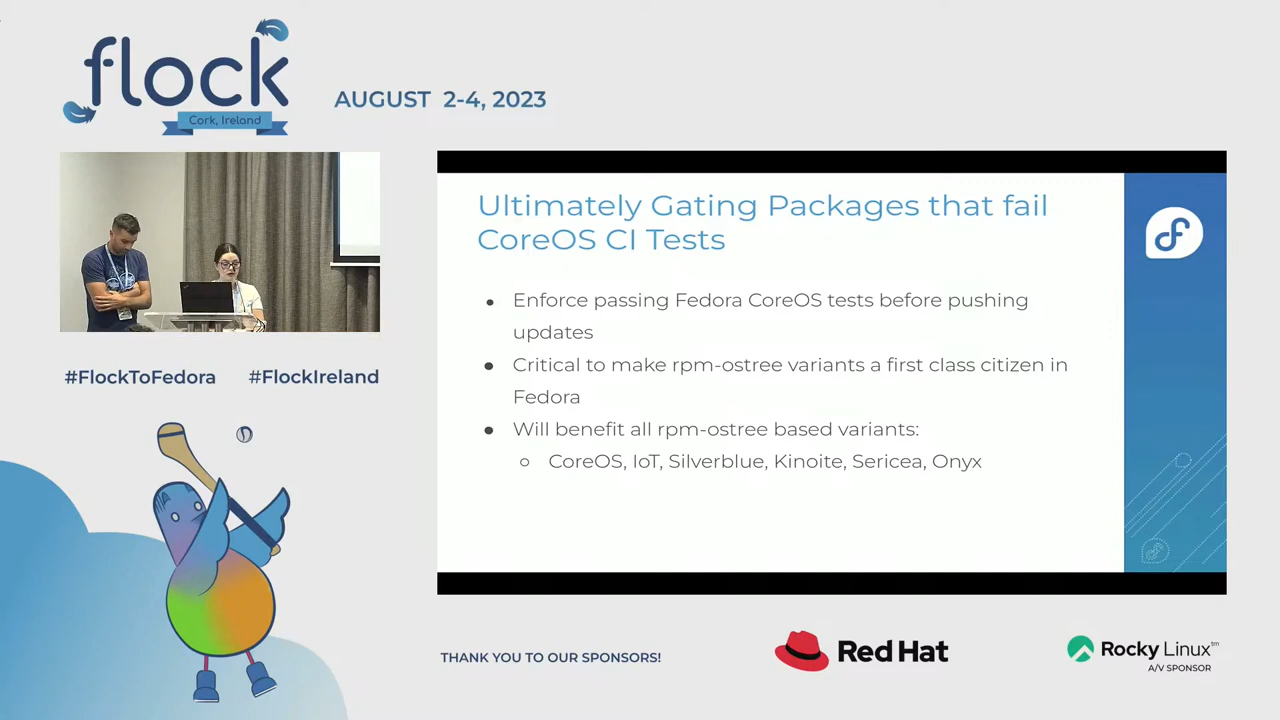 flock
Cork, Ireland
AUGUST 2-4, 2023
#FlockToFedora #FlockIreland
Ultimately Gating Packages that fail
CoreOS CI Tests
● Enforce passing Fedora CoreOS tests before pushing
updates
● Critical to make rpm-ostree variants a first class citizen in
Fedora
● Will benefit all rpm-ostree based variants:
○ CoreOS, IoT, Silverblue, Kinoite, Sericea, Onyx
THANK YOU TO OUR SPONSORS!
Red Hat
Rocky Linux™
A/V SPONSOR